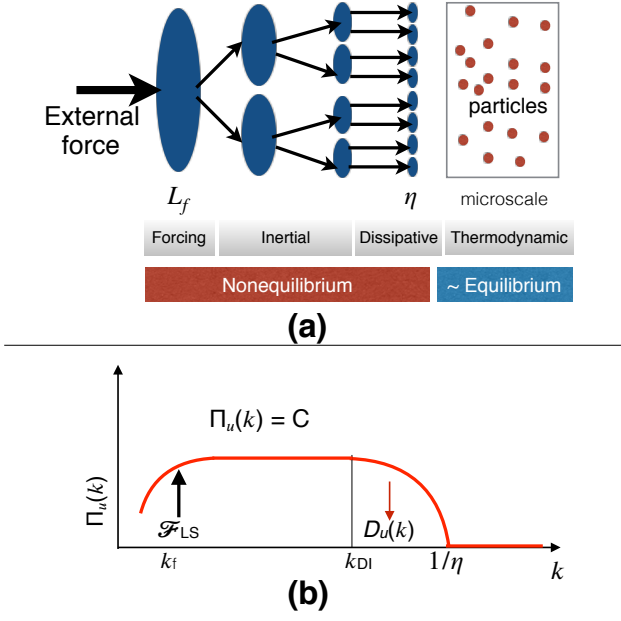 External
force
particles
L_f
η
microscale
Forcing Inertial Dissipative Thermodynamic
Nonequilibrium ~ Equilibrium
(a)
Π_u(k) = C
Π_u(k)
ℱ_LS
D_u(k)
k_f k_DI 1/η k
(b)